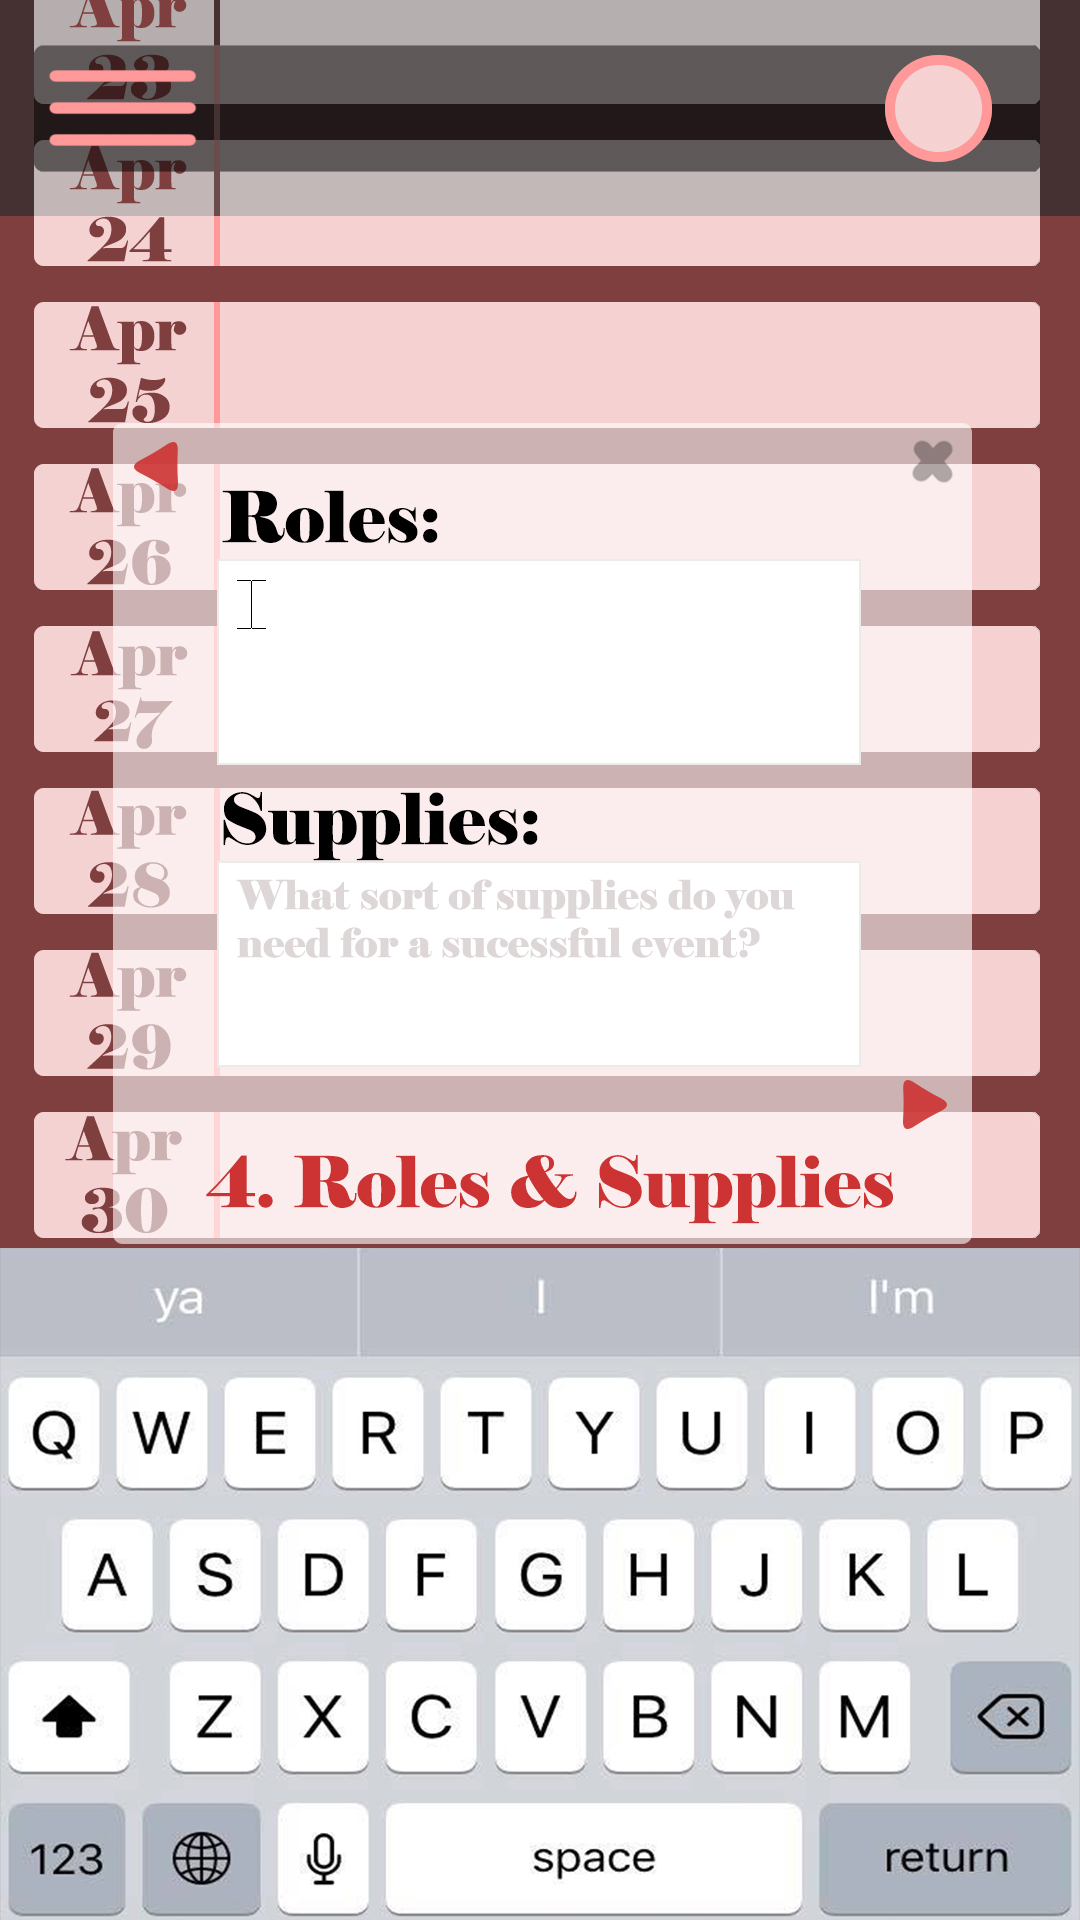 Apr
23
Apr
24
Apr
25
Apr
26
Roles:
Apr
27
Apr
28
Supplies:
What sort of supplies do you
need for a sucessful event?
Apr
29
Apr
30
4. Roles & Supplies
ya I I'm
Q W E R T Y U I O P
A S D F G H J K L
Z X C V B N M
123 space return